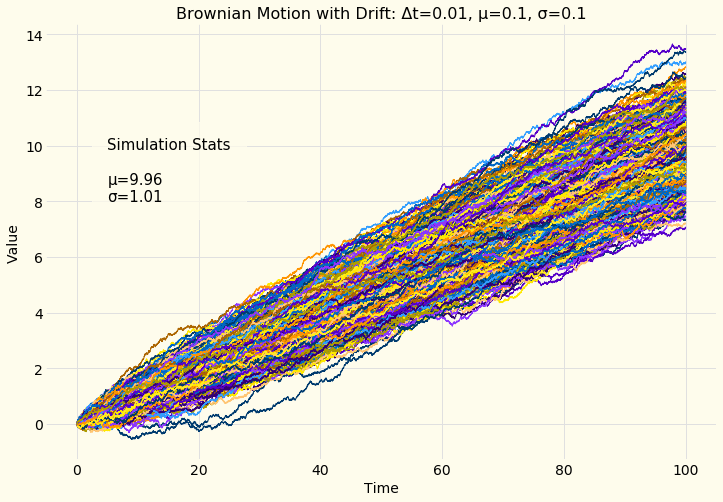 Brownian Motion with Drift: Δt=0.01, μ=0.1, σ=0.1
14
12
10
8
6
4
2
0
Value
Simulation Stats
μ=9.96
σ=1.01
0 20 40 60 80 100
Time